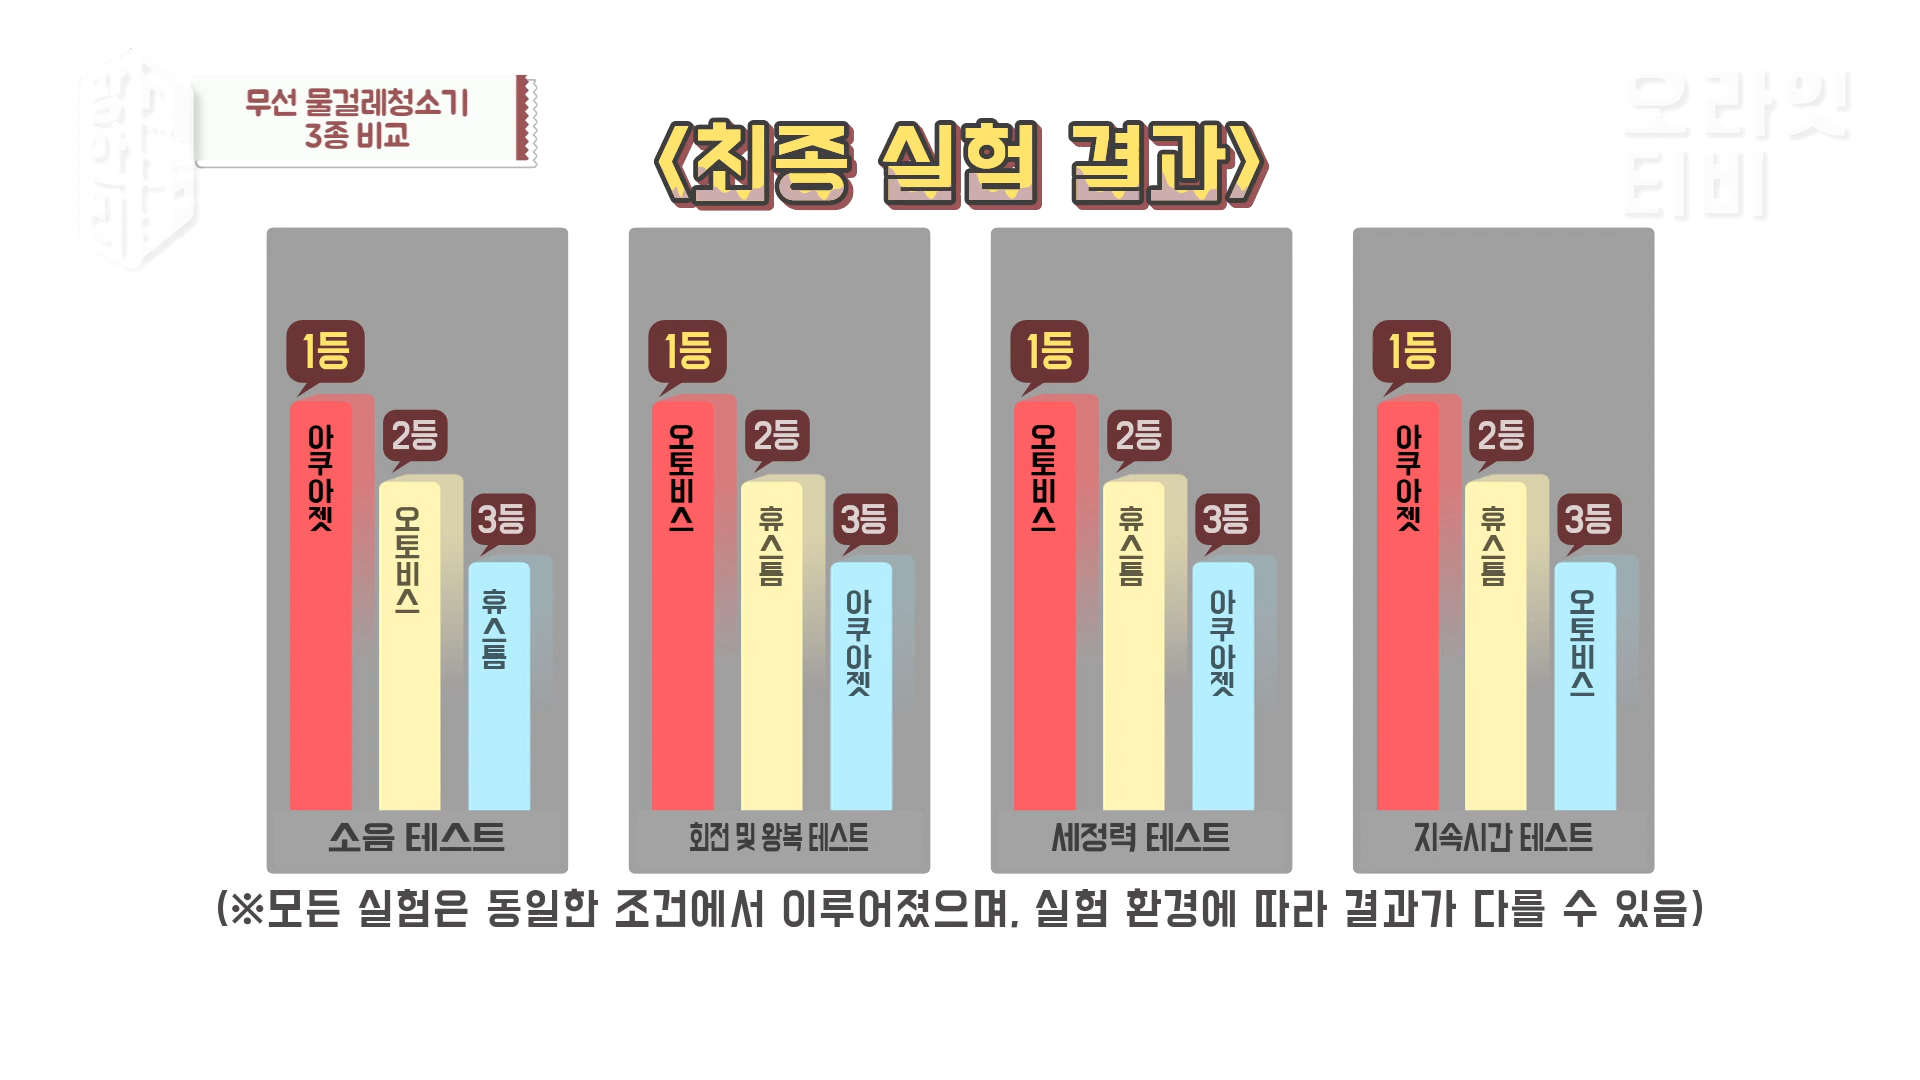 무선 물걸레청소기
3종 비교
오라잇
티비
<최종 실험 결과>
1등
아쿠아젯
2등
오토비스
3등
휴스톰
소음 테스트
1등
오토비스
2등
휴스톰
3등
아쿠아젯
회전 및 왕복 테스트
1등
오토비스
2등
휴스톰
3등
아쿠아젯
세정력 테스트
1등
아쿠아젯
2등
휴스톰
3등
오토비스
지속시간 테스트
(※모든 실험은 동일한 조건에서 이루어졌으며, 실험 환경에 따라 결과가 다를 수 있음)